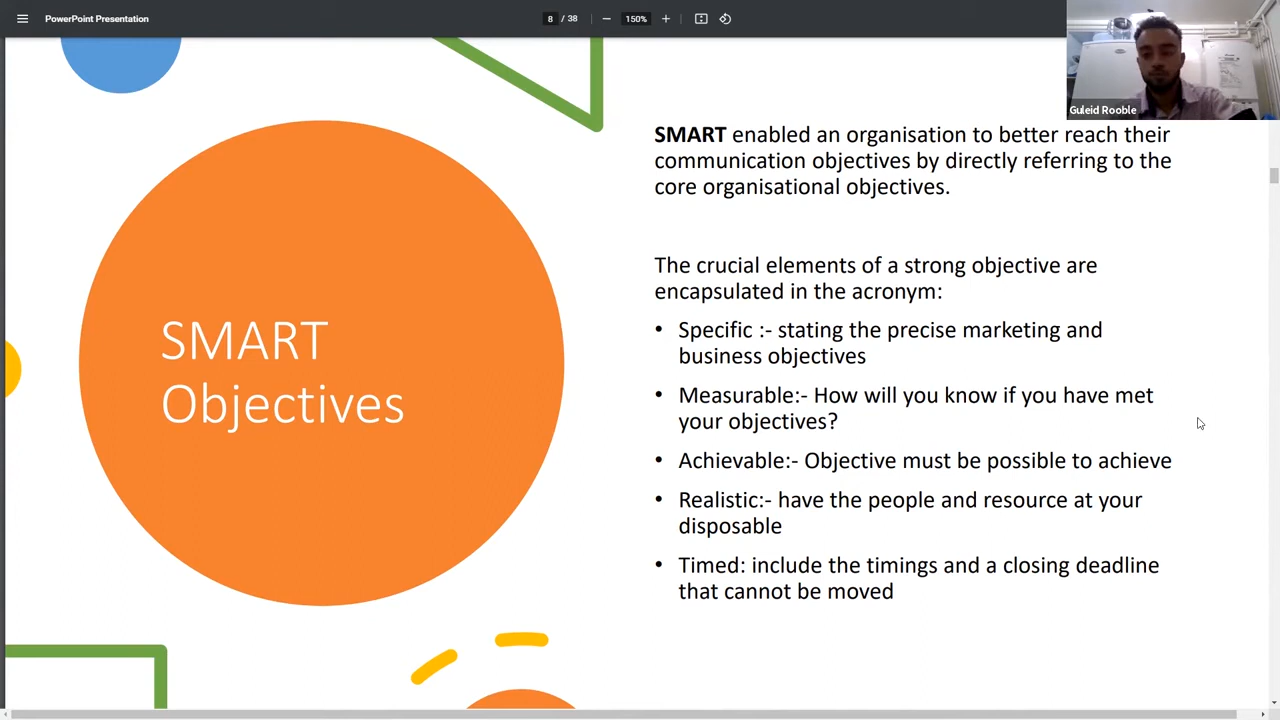 PowerPoint Presentation
8 / 38
150%
Guleid Rooble
SMART
Objectives
SMART enabled an organisation to better reach their
communication objectives by directly referring to the
core organisational objectives.
The crucial elements of a strong objective are
encapsulated in the acronym:
• Specific :- stating the precise marketing and
business objectives
• Measurable:- How will you know if you have met
your objectives?
• Achievable:- Objective must be possible to achieve
• Realistic:- have the people and resource at your
disposable
• Timed: include the timings and a closing deadline
that cannot be moved